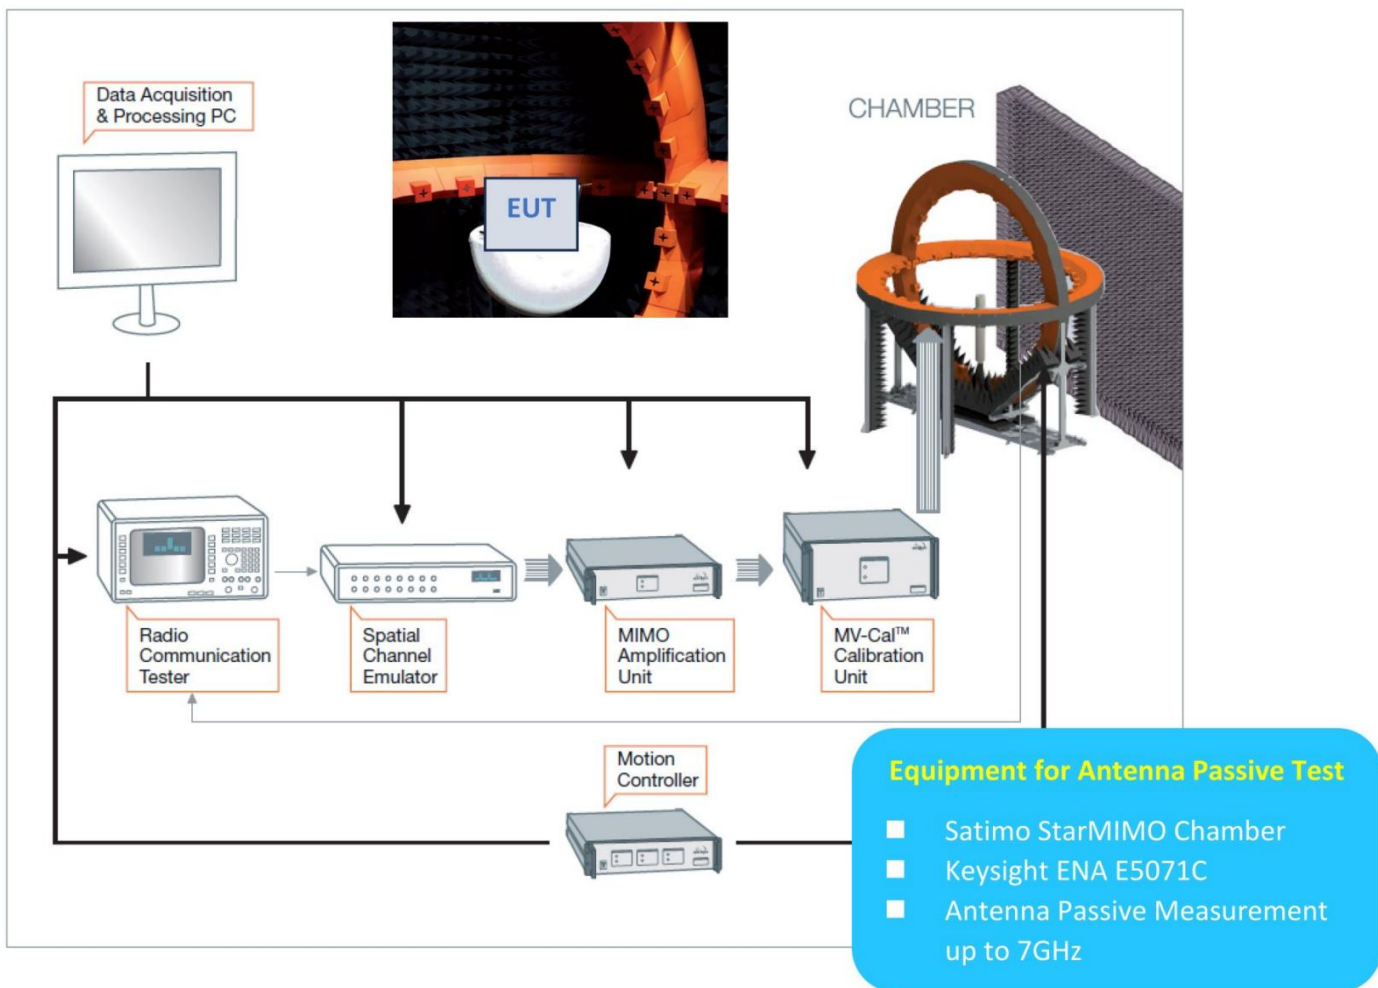 Data Acquisition
& Processing PC
EUT
CHAMBER
Radio
Communication
Tester
Spatial
Channel
Emulator
MIMO
Amplification
Unit
MV-Cal™
Calibration
Unit
Motion
Controller
Equipment for Antenna Passive Test
Satimo StarMIMO Chamber
Keysight ENA E5071C
Antenna Passive Measurement
up to 7GHz